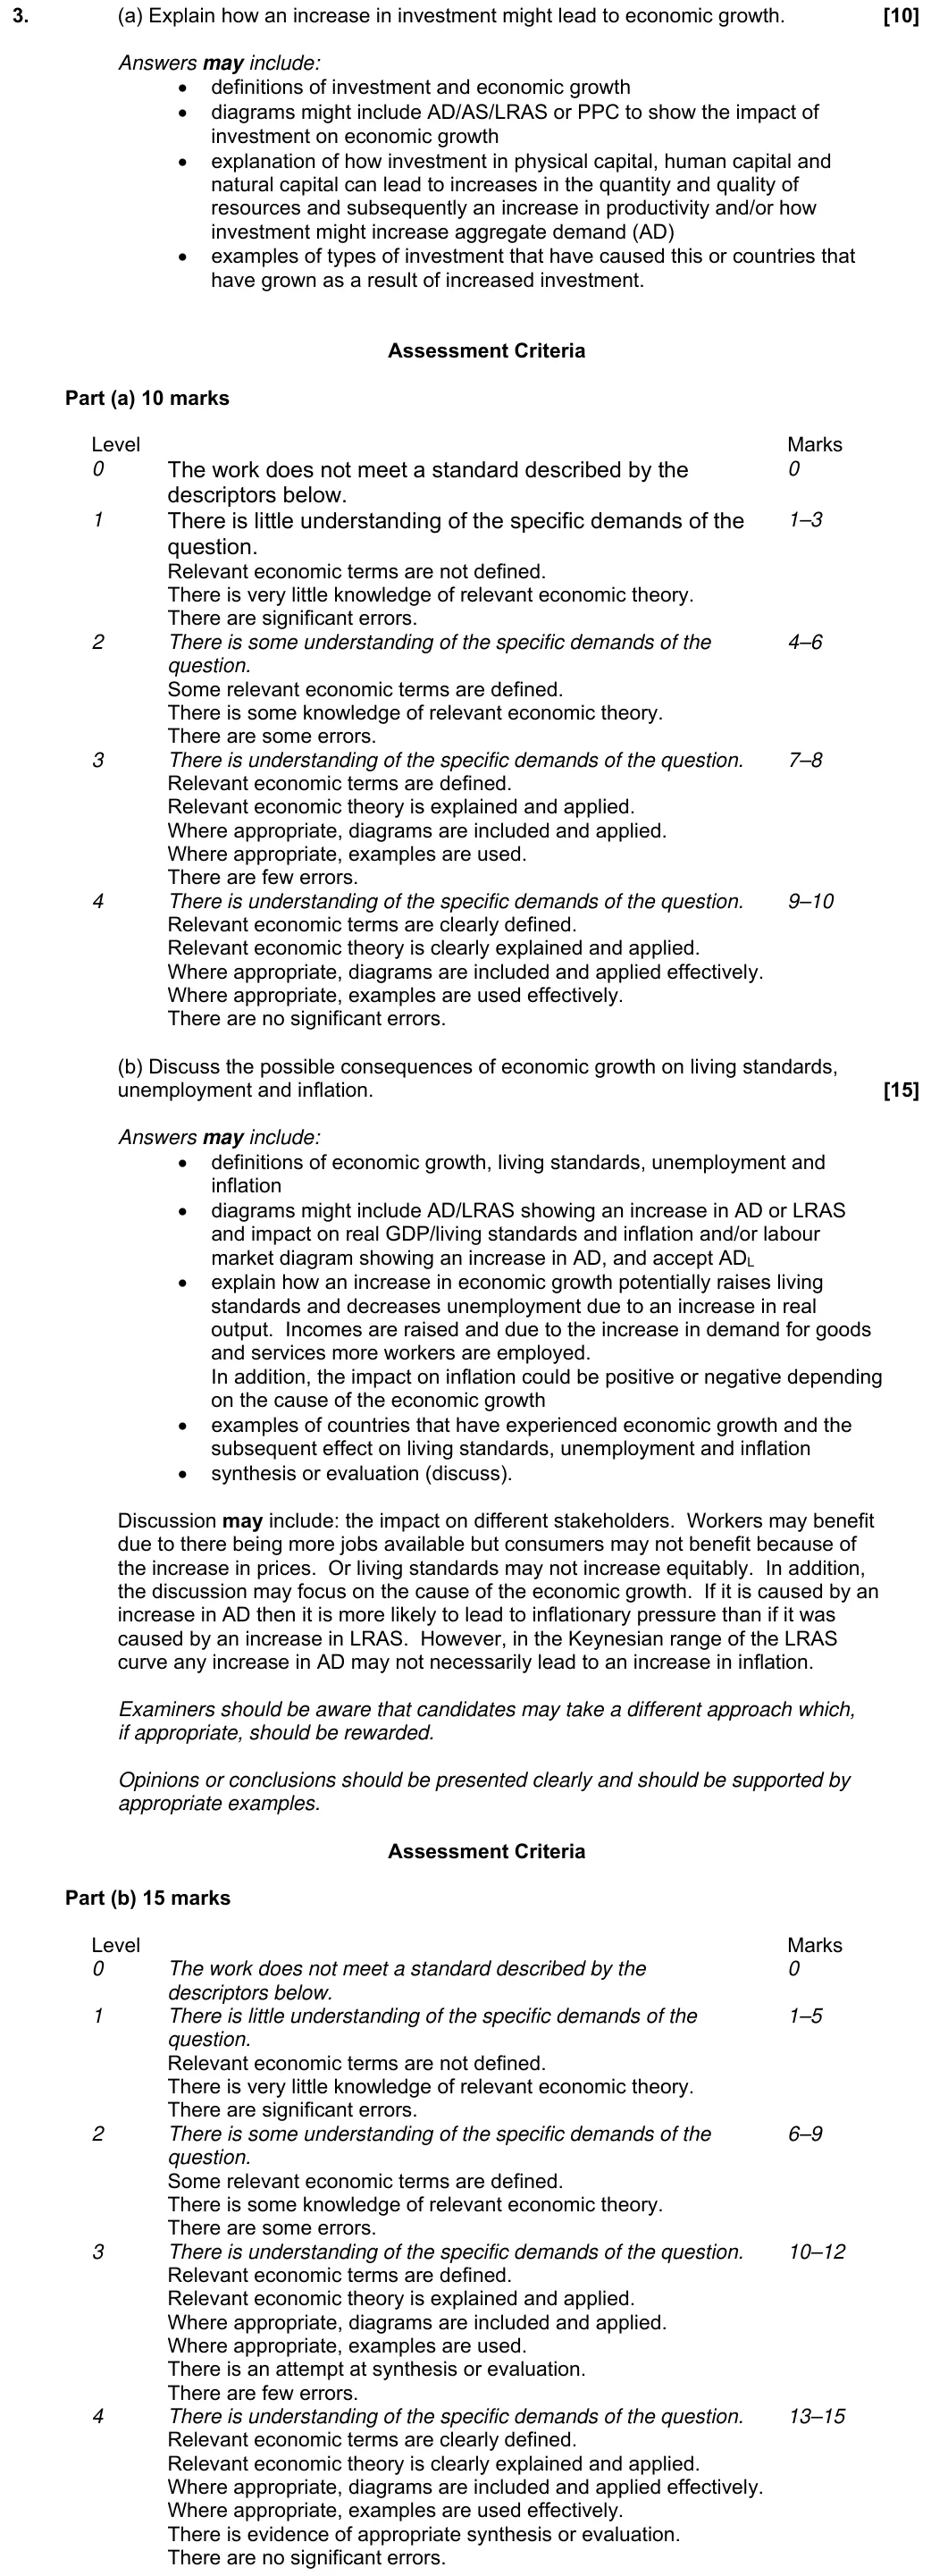 3. (a) Explain how an increase in investment might lead to economic growth. [10]
Answers may include:
• definitions of investment and economic growth
• diagrams might include AD/AS/LRAS or PPC to show the impact of
investment on economic growth
• explanation of how investment in physical capital, human capital and
natural capital can lead to increases in the quantity and quality of
resources and subsequently an increase in productivity and/or how
investment might increase aggregate demand (AD)
• examples of types of investment that have caused this or countries that
have grown as a result of increased investment.
Assessment Criteria
Part (a) 10 marks
Level Marks
0 The work does not meet a standard described by the 0
descriptors below.
1 There is little understanding of the specific demands of the 1–3
question.
Relevant economic terms are not defined.
There is very little knowledge of relevant economic theory.
There are significant errors.
2 There is some understanding of the specific demands of the 4–6
question.
Some relevant economic terms are defined.
There is some knowledge of relevant economic theory.
There are some errors.
3 There is understanding of the specific demands of the question. 7–8
Relevant economic terms are defined.
Relevant economic theory is explained and applied.
Where appropriate, diagrams are included and applied.
Where appropriate, examples are used.
There are few errors.
4 There is understanding of the specific demands of the question. 9–10
Relevant economic terms are clearly defined.
Relevant economic theory is clearly explained and applied.
Where appropriate, diagrams are included and applied effectively.
Where appropriate, examples are used effectively.
There are no significant errors.
(b) Discuss the possible consequences of economic growth on living standards,
unemployment and inflation. [15]
Answers may include:
• definitions of economic growth, living standards, unemployment and
inflation
• diagrams might include AD/LRAS showing an increase in AD or LRAS
and impact on real GDP/living standards and inflation and/or labour
market diagram showing an increase in AD, and accept ADL
• explain how an increase in economic growth potentially raises living
standards and decreases unemployment due to an increase in real
output. Incomes are raised and due to the increase in demand for goods
and services more workers are employed.
In addition, the impact on inflation could be positive or negative depending
on the cause of the economic growth
• examples of countries that have experienced economic growth and the
subsequent effect on living standards, unemployment and inflation
• synthesis or evaluation (discuss).
Discussion may include: the impact on different stakeholders. Workers may benefit
due to there being more jobs available but consumers may not benefit because of
the increase in prices. Or living standards may not increase equitably. In addition,
the discussion may focus on the cause of the economic growth. If it is caused by an
increase in AD then it is more likely to lead to inflationary pressure than if it was
caused by an increase in LRAS. However, in the Keynesian range of the LRAS
curve any increase in AD may not necessarily lead to an increase in inflation.
Examiners should be aware that candidates may take a different approach which,
if appropriate, should be rewarded.
Opinions or conclusions should be presented clearly and should be supported by
appropriate examples.
Assessment Criteria
Part (b) 15 marks
Level Marks
0 The work does not meet a standard described by the 0
descriptors below.
1 There is little understanding of the specific demands of the 1–5
question.
Relevant economic terms are not defined.
There is very little knowledge of relevant economic theory.
There are significant errors.
2 There is some understanding of the specific demands of the 6–9
question.
Some relevant economic terms are defined.
There is some knowledge of relevant economic theory.
There are some errors.
3 There is understanding of the specific demands of the question. 10–12
Relevant economic terms are defined.
Relevant economic theory is explained and applied.
Where appropriate, diagrams are included and applied.
Where appropriate, examples are used.
There is an attempt at synthesis or evaluation.
There are few errors.
4 There is understanding of the specific demands of the question. 13–15
Relevant economic terms are clearly defined.
Relevant economic theory is clearly explained and applied.
Where appropriate, diagrams are included and applied effectively.
Where appropriate, examples are used effectively.
There is evidence of appropriate synthesis or evaluation.
There are no significant errors.